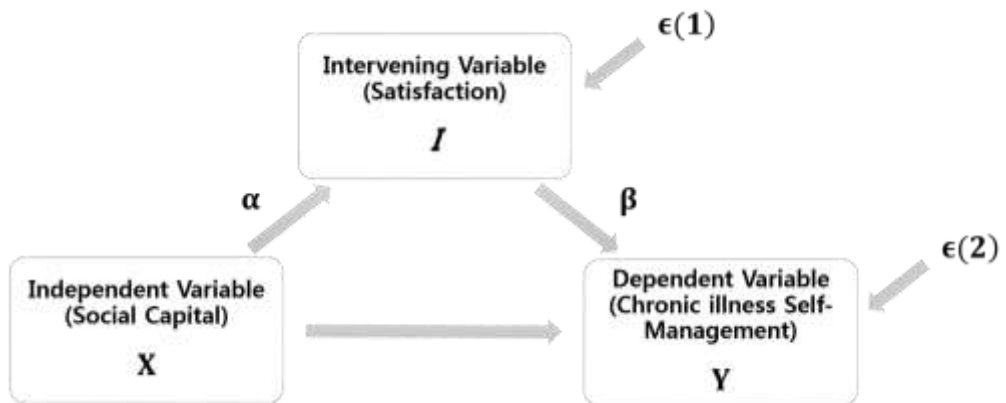 ϵ(1)
Intervening Variable
(Satisfaction)
I
α
β
ϵ(2)
Independent Variable
(Social Capital)
X
Dependent Variable
(Chronic illness Self-
Management)
Y